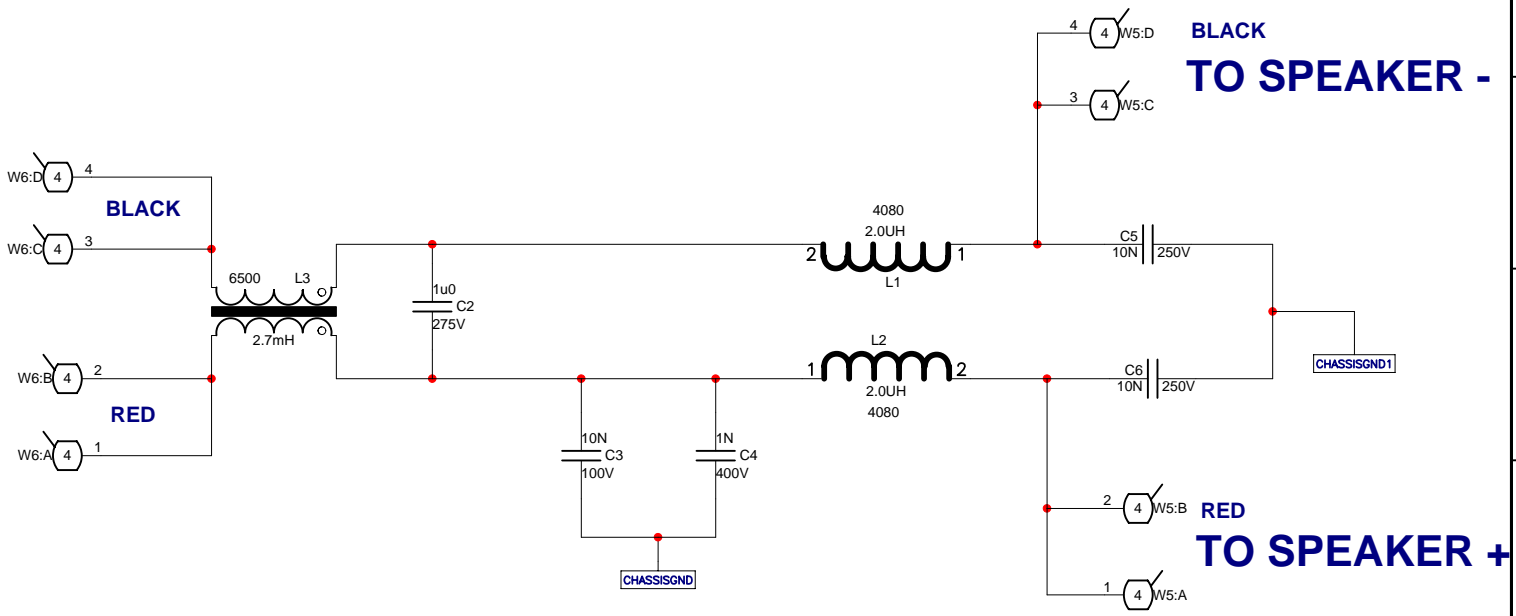 4
4
W5:D
BLACK
TO SPEAKER -
3
4
W5:C
W6:D
4
4
BLACK
W6:C
4
3
6500
L3
2.7mH
1u0
C2
275V
4080
2.0UH
2
1
L1
C5
10N
250V
L2
1
2
2.0UH
4080
C6
10N
250V
CHASSISGND1
W6:B
4
2
RED
W6:A
4
1
10N
C3
100V
1N
C4
400V
CHASSISGND
2
4
W5:B
RED
TO SPEAKER +
1
4
W5:A